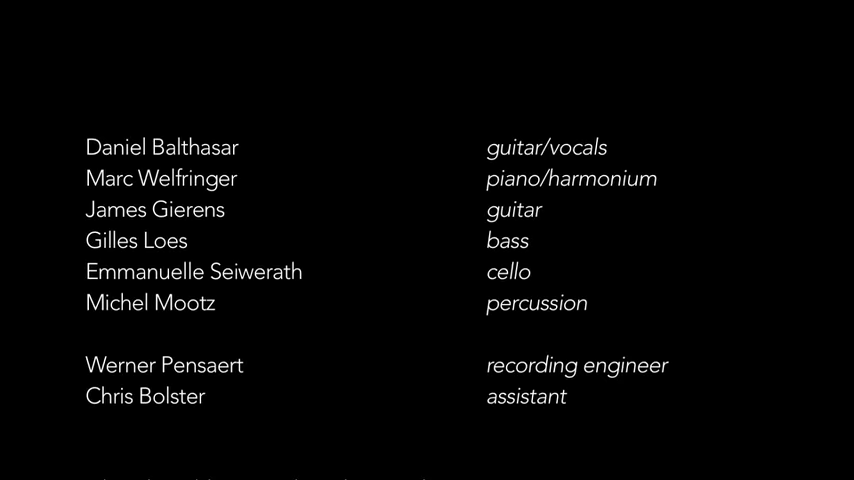 Daniel Balthasar guitar/vocals
Marc Welfringer piano/harmonium
James Gierens guitar
Gilles Loes bass
Emmanuelle Seiwerath cello
Michel Mootz percussion
Werner Pensaert recording engineer
Chris Bolster assistant